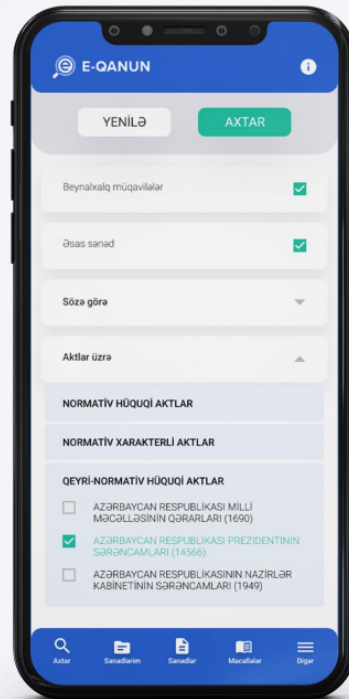 E-QANUN
YENİLƏ
AXTAR
Beynəlxalq müqavilələr
Əsas sənəd
Sözə görə
Aktlar üzrə
NORMATİV HÜQUQİ AKTLAR
NORMATİV XARAKTERLİ AKTLAR
QEYRİ-NORMATİV HÜQUQİ AKTLAR
AZƏRBAYCAN RESPUBLİKASI MİLLİ
MƏCƏLLƏSİNİN QƏRARLARI (1690)
AZƏRBAYCAN RESPUBLİKASI PREZİDENTİNİN
SƏRƏNCAMLARI (14566)
AZƏRBAYCAN RESPUBLİKASININ NAZİRLƏR
KABİNETİNİN SƏRƏNCAMLARI (1949)
Axtar
Sənədlərim
Sənədlər
Məcəllələr
Digər